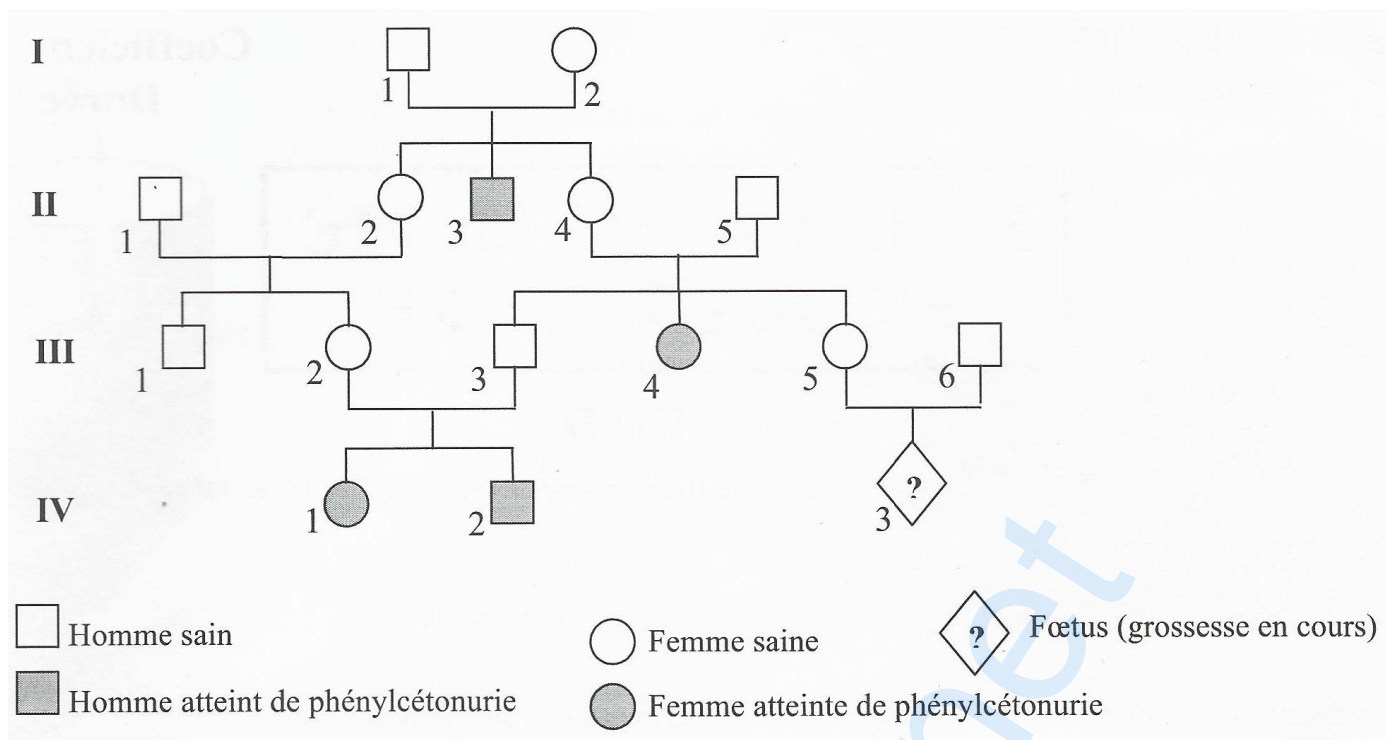 I
1 2
II
1 2 3 4 5
III
1 2 3 4 5 6
IV
1 2 3 ?
Homme sain
Femme saine
? Fœtus (grossesse en cours)
Homme atteint de phénylcétonurie
Femme atteinte de phénylcétonurie
net